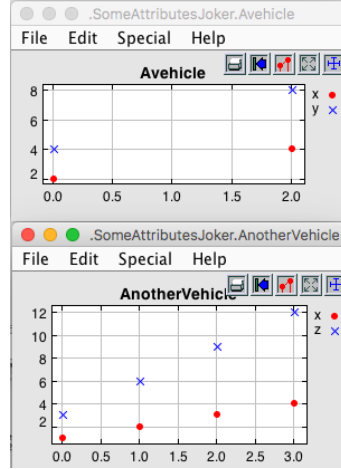 .SomeAttributesJoker.Avehicle
File Edit Special Help
Avehicle
8
6
4
2
0.0 0.5 1.0 1.5 2.0
x
y
.SomeAttributesJoker.AnotherVehicle
File Edit Special Help
AnotherVehicle
12
10
8
6
4
2
0.0 0.5 1.0 1.5 2.0 2.5 3.0
x
z